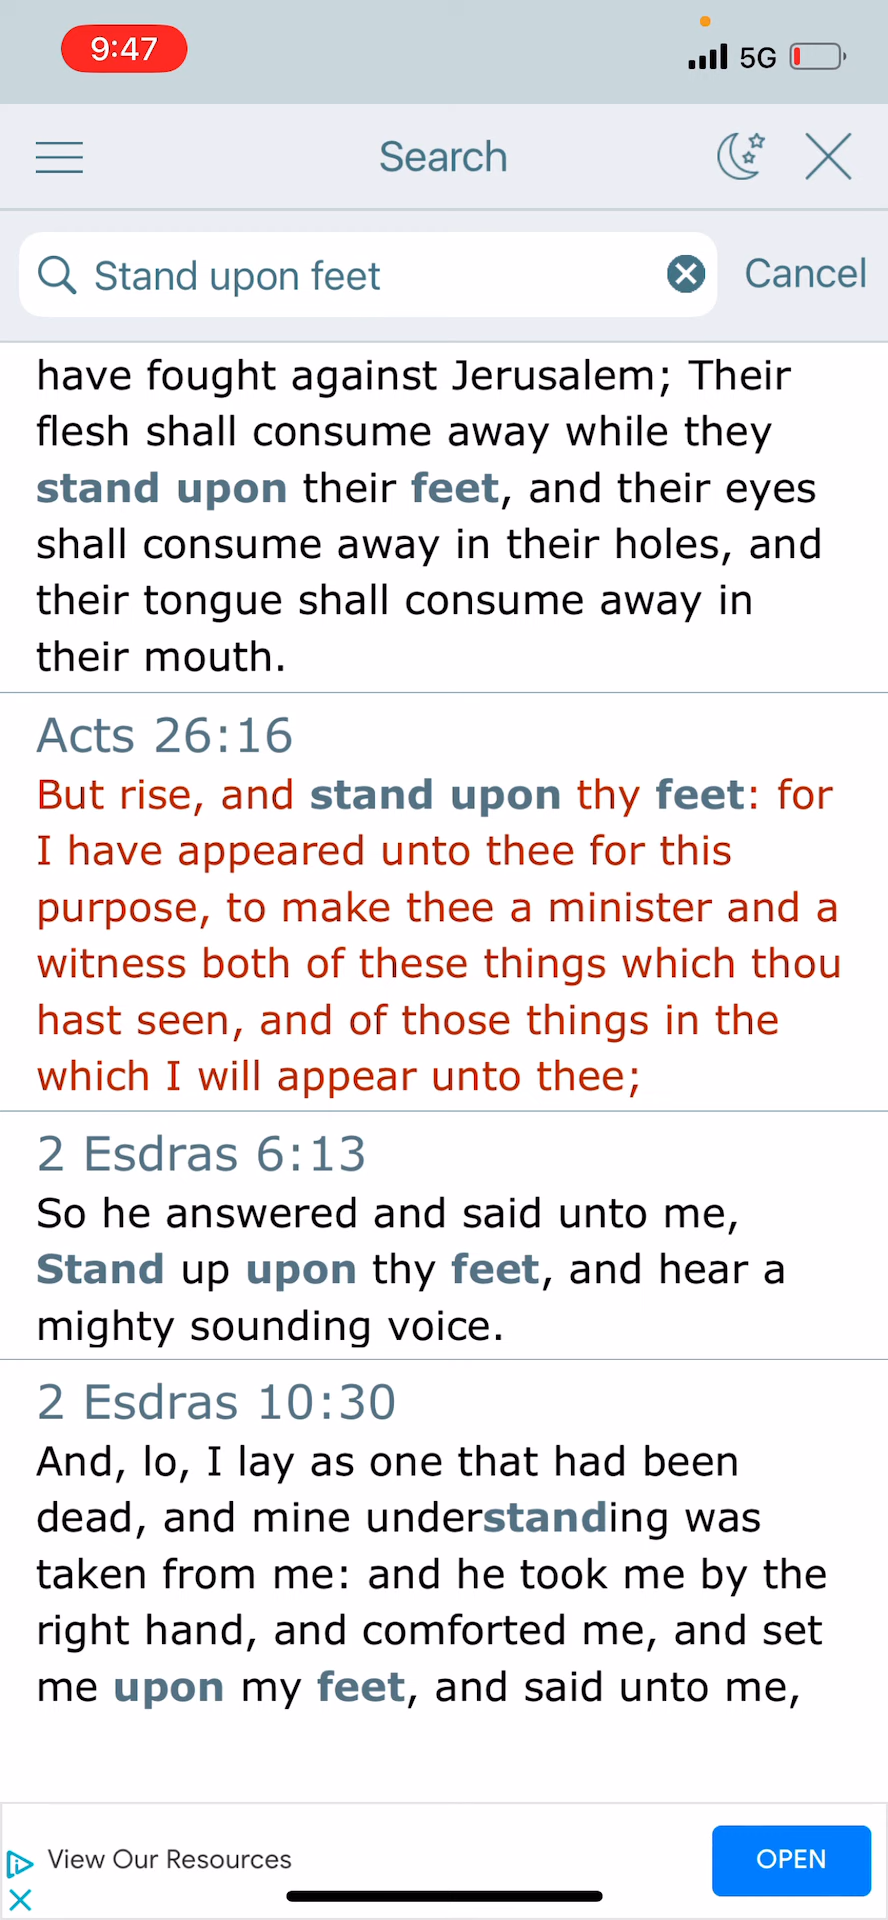 9:47
5G
Search
Stand upon feet
Cancel
have fought against Jerusalem; Their
flesh shall consume away while they
stand upon their feet, and their eyes
shall consume away in their holes, and
their tongue shall consume away in
their mouth.
Acts 26:16
But rise, and stand upon thy feet: for
I have appeared unto thee for this
purpose, to make thee a minister and a
witness both of these things which thou
hast seen, and of those things in the
which I will appear unto thee;
2 Esdras 6:13
So he answered and said unto me,
Stand up upon thy feet, and hear a
mighty sounding voice.
2 Esdras 10:30
And, lo, I lay as one that had been
dead, and mine understanding was
taken from me: and he took me by the
right hand, and comforted me, and set
me upon my feet, and said unto me,
View Our Resources
OPEN